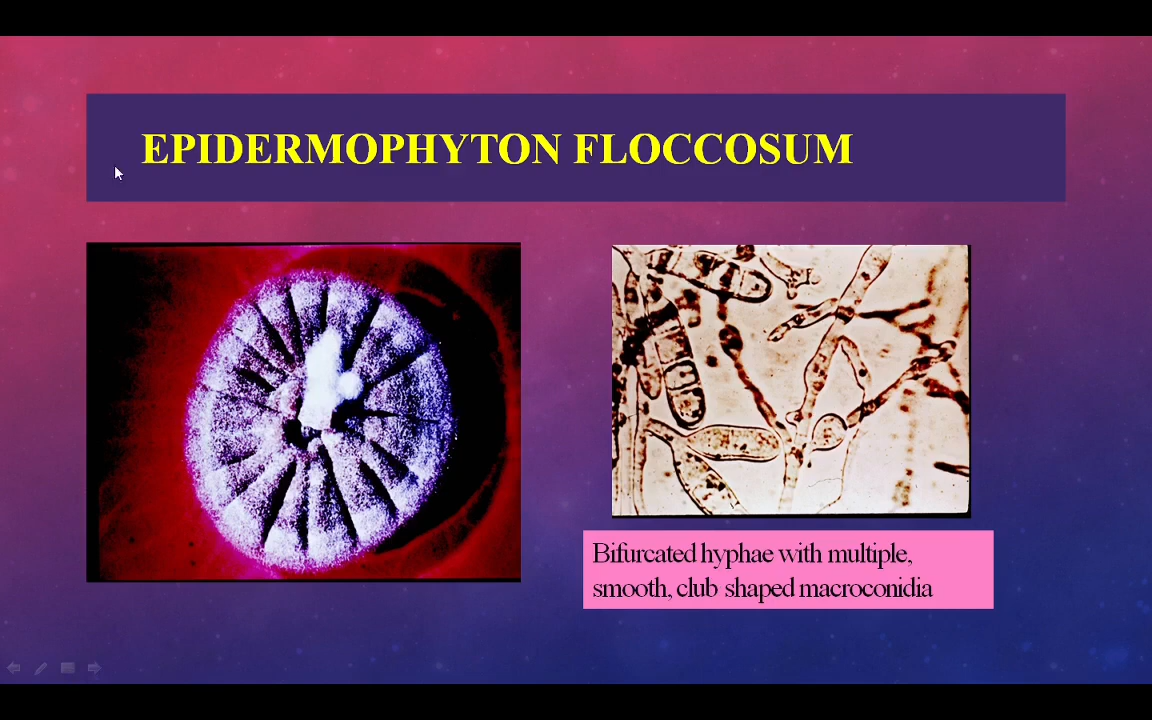 EPIDERMOPHYTON FLOCCOSUM
Bifurcated hyphae with multiple,
smooth, club shaped macroconidia